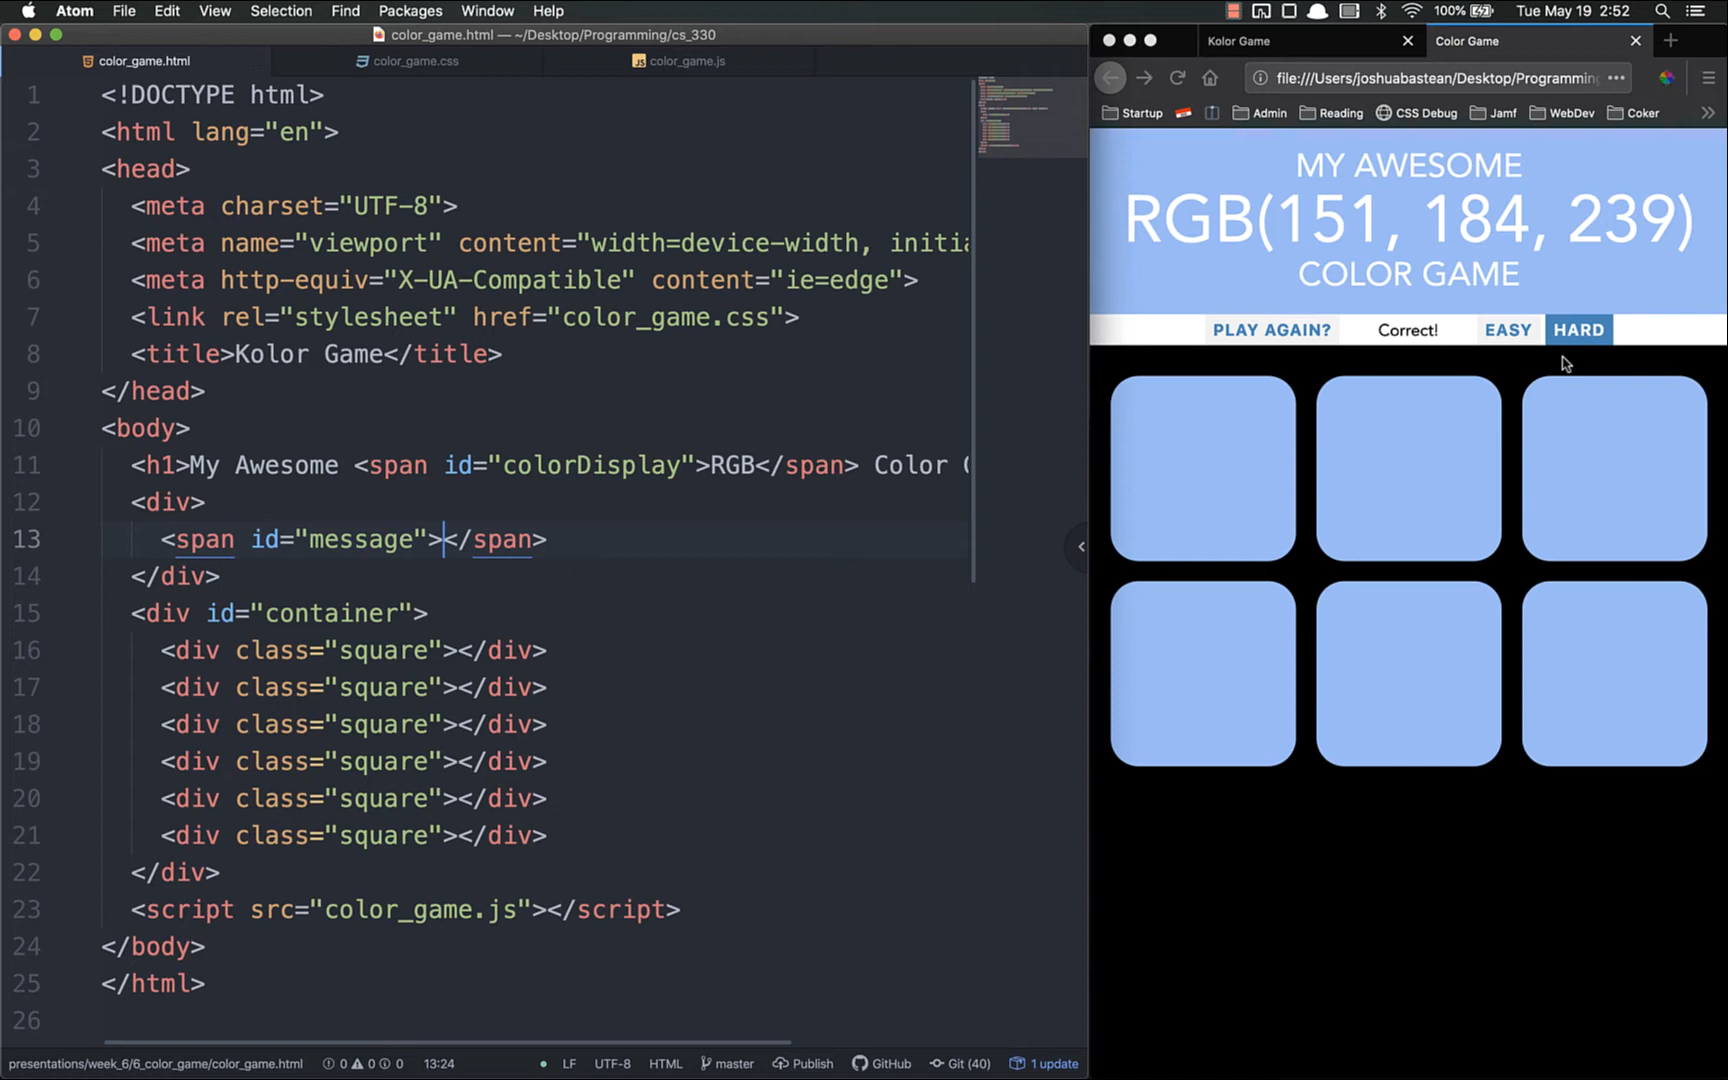 Atom File Edit View Selection Find Packages Window Help 100% Tue May 19 2:52
color_game.html — ~/Desktop/Programming/cs_330
color_game.html color_game.css color_game.js
1 <!DOCTYPE html>
2 <html lang="en">
3 <head>
4 <meta charset="UTF-8">
5 <meta name="viewport" content="width=device-width, initia
6 <meta http-equiv="X-UA-Compatible" content="ie=edge">
7 <link rel="stylesheet" href="color_game.css">
8 <title>Kolor Game</title>
9 </head>
10 <body>
11 <h1>My Awesome <span id="colorDisplay">RGB</span> Color
12 <div>
13 <span id="message"></span>
14 </div>
15 <div id="container">
16 <div class="square"></div>
17 <div class="square"></div>
18 <div class="square"></div>
19 <div class="square"></div>
20 <div class="square"></div>
21 <div class="square"></div>
22 </div>
23 <script src="color_game.js"></script>
24 </body>
25 </html>
26
presentations/week_6/6_color_game/color_game.html 0 0 0 13:24 LF UTF-8 HTML master Publish GitHub Git (40) 1 update
Kolor Game Color Game
file:///Users/joshuabastean/Desktop/Programmin
Startup Admin Reading CSS Debug Jamf WebDev Coker
MY AWESOME
RGB(151, 184, 239)
COLOR GAME
PLAY AGAIN? Correct! EASY HARD